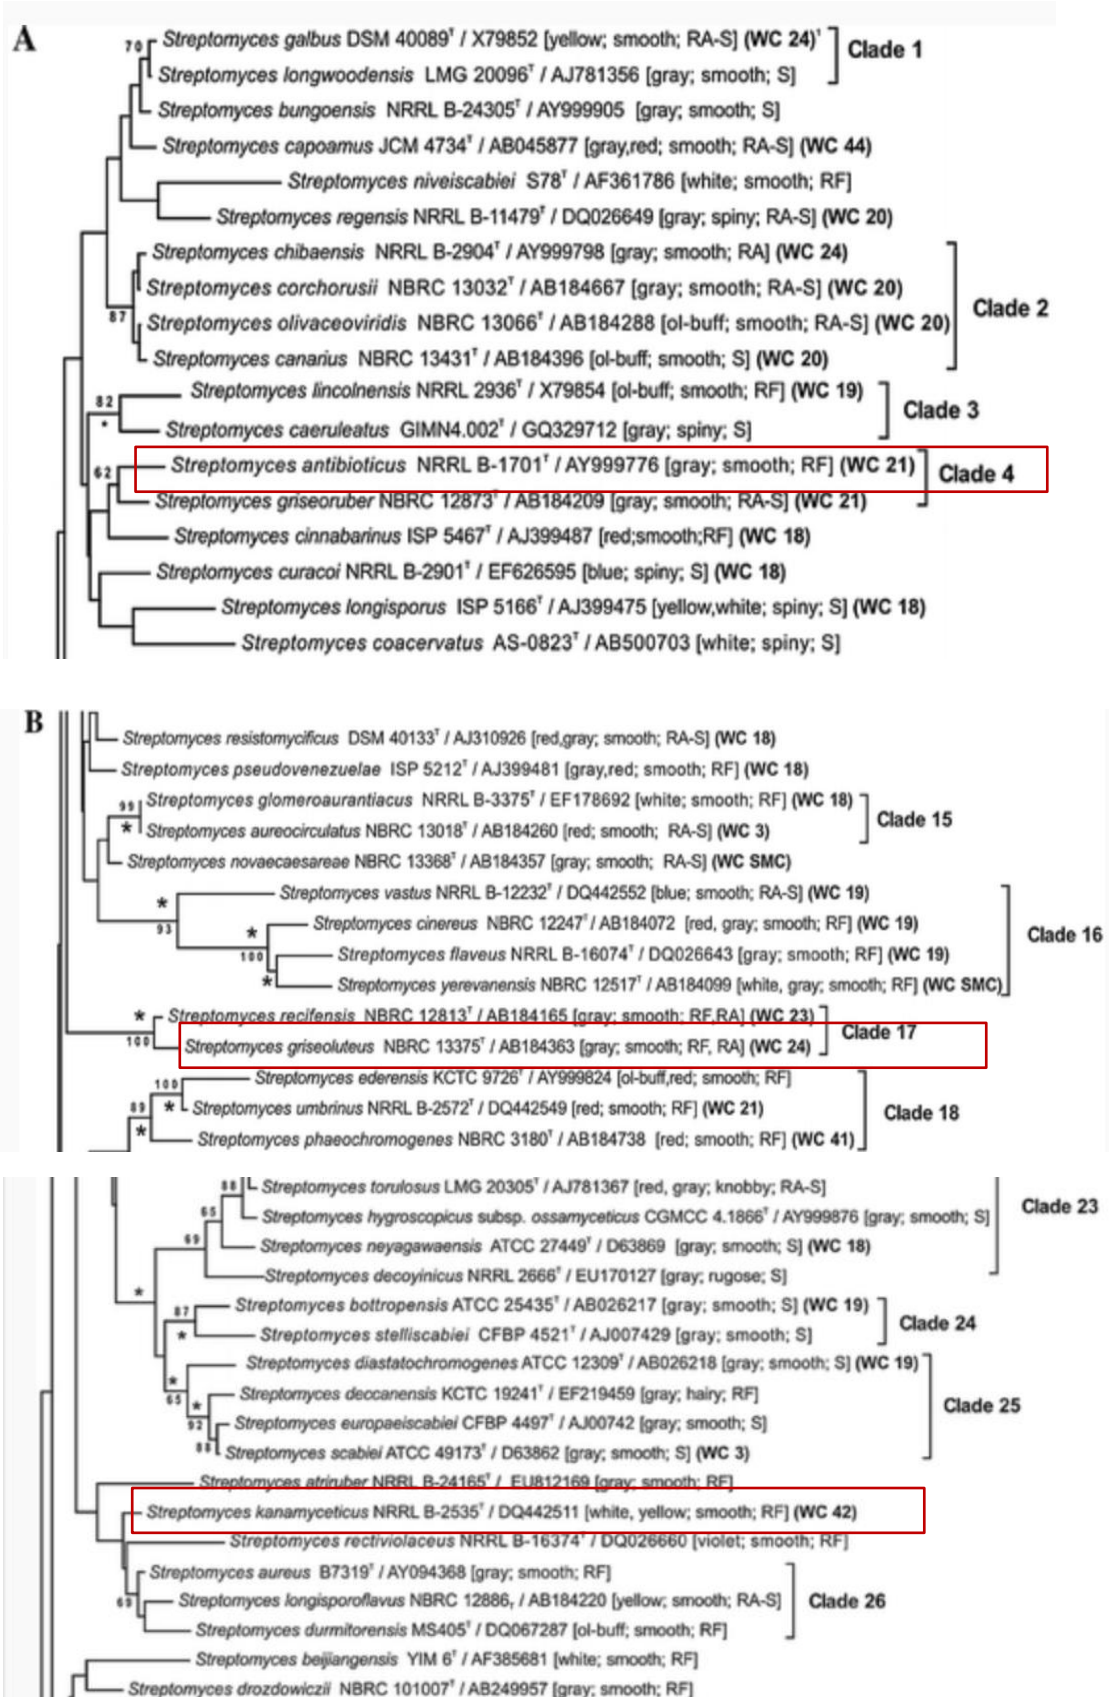 A
70 Streptomyces galbus DSM 40089ᵀ / X79852 [yellow; smooth; RA-S] (WC 24)' Clade 1
Streptomyces longwoodensis LMG 20096ᵀ / AJ781356 [gray; smooth; S]
Streptomyces bungoensis NRRL B-24305ᵀ / AY999905 [gray; smooth; S]
Streptomyces capoamus JCM 4734ᵀ / AB045877 [gray,red; smooth; RA-S] (WC 44)
Streptomyces niveiscabiei S78ᵀ / AF361786 [white; smooth; RF]
Streptomyces regensis NRRL B-11479ᵀ / DQ026649 [gray; spiny; RA-S] (WC 20)
Streptomyces chibaensis NRRL B-2904ᵀ / AY999798 [gray; smooth; RA] (WC 24)
Streptomyces corchorusii NBRC 13032ᵀ / AB184667 [gray; smooth; RA-S] (WC 20)
Clade 2
87 Streptomyces olivaceoviridis NBRC 13066ᵀ / AB184288 [ol-buff; smooth; RA-S] (WC 20)
Streptomyces canarius NBRC 13431ᵀ / AB184396 [ol-buff; smooth; S] (WC 20)
82 Streptomyces lincolnensis NRRL 2936ᵀ / X79854 [ol-buff; smooth; RF] (WC 19)
Clade 3
* Streptomyces caeruleatus GIMN4.002ᵀ / GQ329712 [gray; spiny; S]
62 Streptomyces antibioticus NRRL B-1701ᵀ / AY999776 [gray; smooth; RF] (WC 21) Clade 4
Streptomyces griseoruber NBRC 12873ᵀ / AB184209 [gray; smooth; RA-S] (WC 21)
Streptomyces cinnabarinus ISP 5467ᵀ / AJ399487 [red;smooth;RF] (WC 18)
Streptomyces curacoi NRRL B-2901ᵀ / EF626595 [blue; spiny; S] (WC 18)
Streptomyces longisporus ISP 5166ᵀ / AJ399475 [yellow,white; spiny; S] (WC 18)
Streptomyces coacervatus AS-0823ᵀ / AB500703 [white; spiny; S]
B
Streptomyces resistomycificus DSM 40133ᵀ / AJ310926 [red,gray; smooth; RA-S] (WC 18)
Streptomyces pseudovenezuelae ISP 5212ᵀ / AJ399481 [gray,red; smooth; RF] (WC 18)
99 Streptomyces glomeroaurantiacus NRRL B-3375ᵀ / EF178692 [white; smooth; RF] (WC 18)
Clade 15
* Streptomyces aureocirculatus NBRC 13018ᵀ / AB184260 [red; smooth; RA-S] (WC 3)
Streptomyces novaecaesareae NBRC 13368ᵀ / AB184357 [gray; smooth; RA-S] (WC SMC)
* Streptomyces vastus NRRL B-12232ᵀ / DQ442552 [blue; smooth; RA-S] (WC 19)
93 * Streptomyces cinereus NBRC 12247ᵀ / AB184072 [red, gray; smooth; RF] (WC 19)
Clade 16
100 Streptomyces flaveus NRRL B-16074ᵀ / DQ026643 [gray; smooth; RF] (WC 19)
* Streptomyces yerevanensis NBRC 12517ᵀ / AB184099 [white, gray; smooth; RF] (WC SMC)
* Streptomyces recifensis NBRC 12813ᵀ / AB184165 [gray; smooth; RF,RA] (WC 23)
Clade 17
100 Streptomyces griseoluteus NBRC 13375ᵀ / AB184363 [gray; smooth; RF, RA] (WC 24)
100 Streptomyces ederensis KCTC 9726ᵀ / AY999824 [ol-buff,red; smooth; RF]
89 * Streptomyces umbrinus NRRL B-2572ᵀ / DQ442549 [red; smooth; RF] (WC 21) Clade 18
* Streptomyces phaeochromogenes NBRC 3180ᵀ / AB184738 [red; smooth; RF] (WC 41)
88 Streptomyces torulosus LMG 20305ᵀ / AJ781367 [red, gray; knobby; RA-S]
Clade 23
65 Streptomyces hygroscopicus subsp. ossamyceticus CGMCC 4.1866ᵀ / AY999876 [gray; smooth; S]
69 Streptomyces neyagawaensis ATCC 27449ᵀ / D63869 [gray; smooth; S] (WC 18)
Streptomyces decoyinicus NRRL 2666ᵀ / EU170127 [gray; rugose; S]
*
87 Streptomyces bottropensis ATCC 25435ᵀ / AB026217 [gray; smooth; S] (WC 19)
Clade 24
* Streptomyces stelliscabiei CFBP 4521ᵀ / AJ007429 [gray; smooth; S]
Streptomyces diastatochromogenes ATCC 12309ᵀ / AB026218 [gray; smooth; S] (WC 19)
*
65 * Streptomyces deccanensis KCTC 19241ᵀ / EF219459 [gray; hairy; RF]
Clade 25
92 Streptomyces europaeiscabiei CFBP 4497ᵀ / AJ00742 [gray; smooth; S]
88 Streptomyces scabiei ATCC 49173ᵀ / D63862 [gray; smooth; S] (WC 3)
Streptomyces atriruber NRRL B-24165ᵀ / EU812169 [gray; smooth; RF]
Streptomyces kanamyceticus NRRL B-2535ᵀ / DQ442511 [white, yellow; smooth; RF] (WC 42)
Streptomyces rectiviolaceus NRRL B-16374ᵀ / DQ026660 [violet; smooth; RF]
Streptomyces aureus B7319ᵀ / AY094368 [gray; smooth; RF]
69 Streptomyces longisporoflavus NBRC 12886ᵀ / AB184220 [yellow; smooth; RA-S] Clade 26
Streptomyces durmitorensis MS405ᵀ / DQ067287 [ol-buff; smooth; RF]
Streptomyces beijiangensis YIM 6ᵀ / AF385681 [white; smooth; RF]
Streptomyces drozdowiczii NBRC 101007ᵀ / AB249957 [gray; smooth; RF]